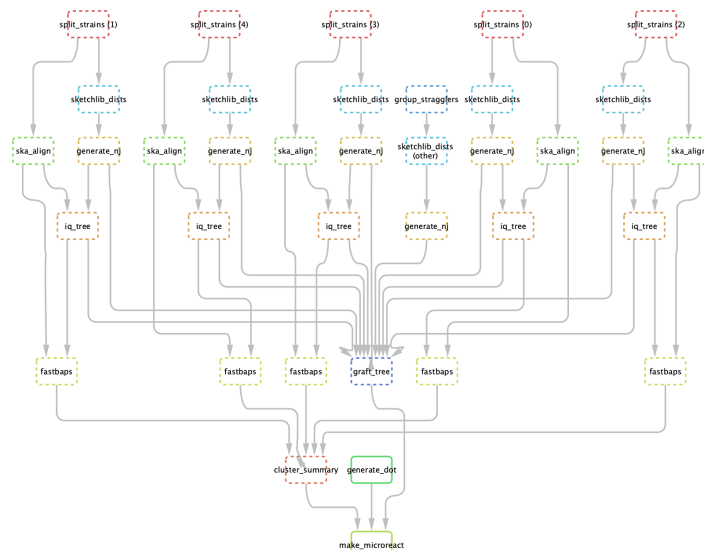 split_strains {1}
split_strains {4}
split_strains {3}
split_strains {0}
split_strains {2}
sketchlib_dists
sketchlib_dists
sketchlib_dists
group_stragglers
sketchlib_dists
sketchlib_dists
ska_align
generate_nj
ska_align
generate_nj
ska_align
generate_nj
sketchlib_dists
(other)
generate_nj
ska_align
generate_nj
ska_align
iq_tree
iq_tree
iq_tree
generate_nj
iq_tree
iq_tree
fastbaps
fastbaps
fastbaps
graft_tree
fastbaps
fastbaps
cluster_summary
generate_dot
make_microreact